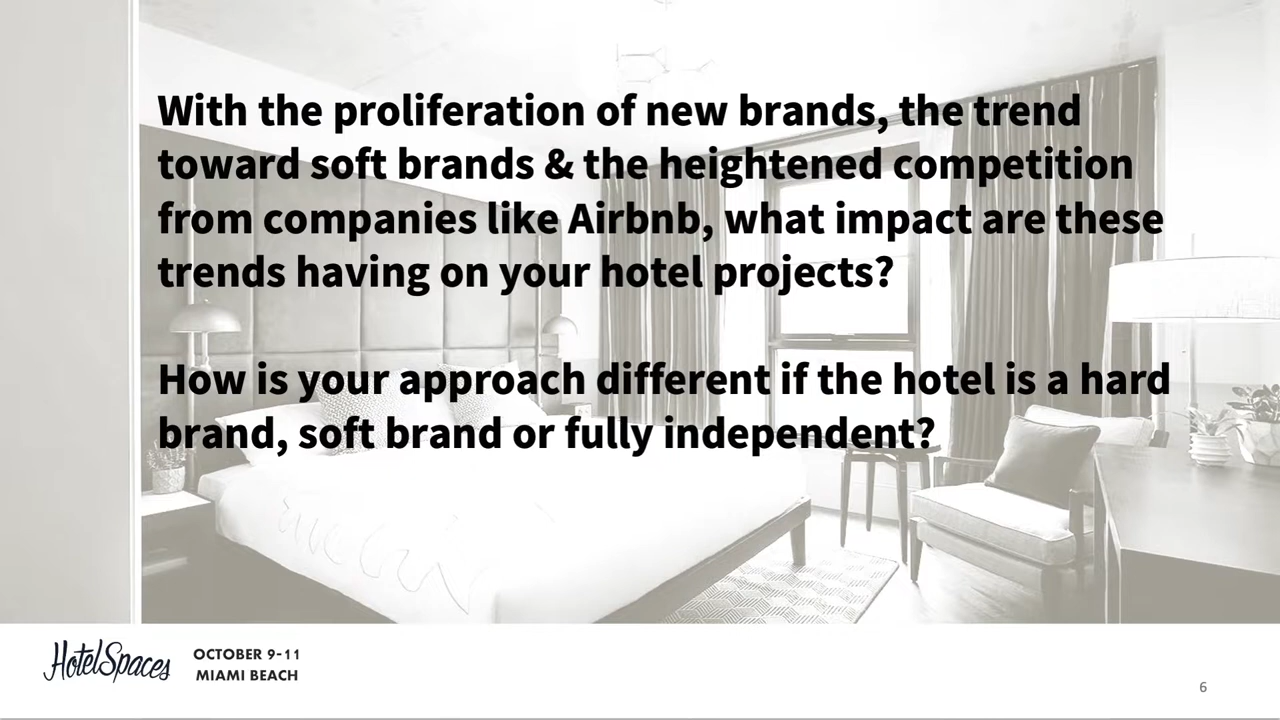 With the proliferation of new brands, the trend
toward soft brands & the heightened competition
from companies like Airbnb, what impact are these
trends having on your hotel projects?
How is your approach different if the hotel is a hard
brand, soft brand or fully independent?
HotelSpaces
OCTOBER 9-11
MIAMI BEACH
6